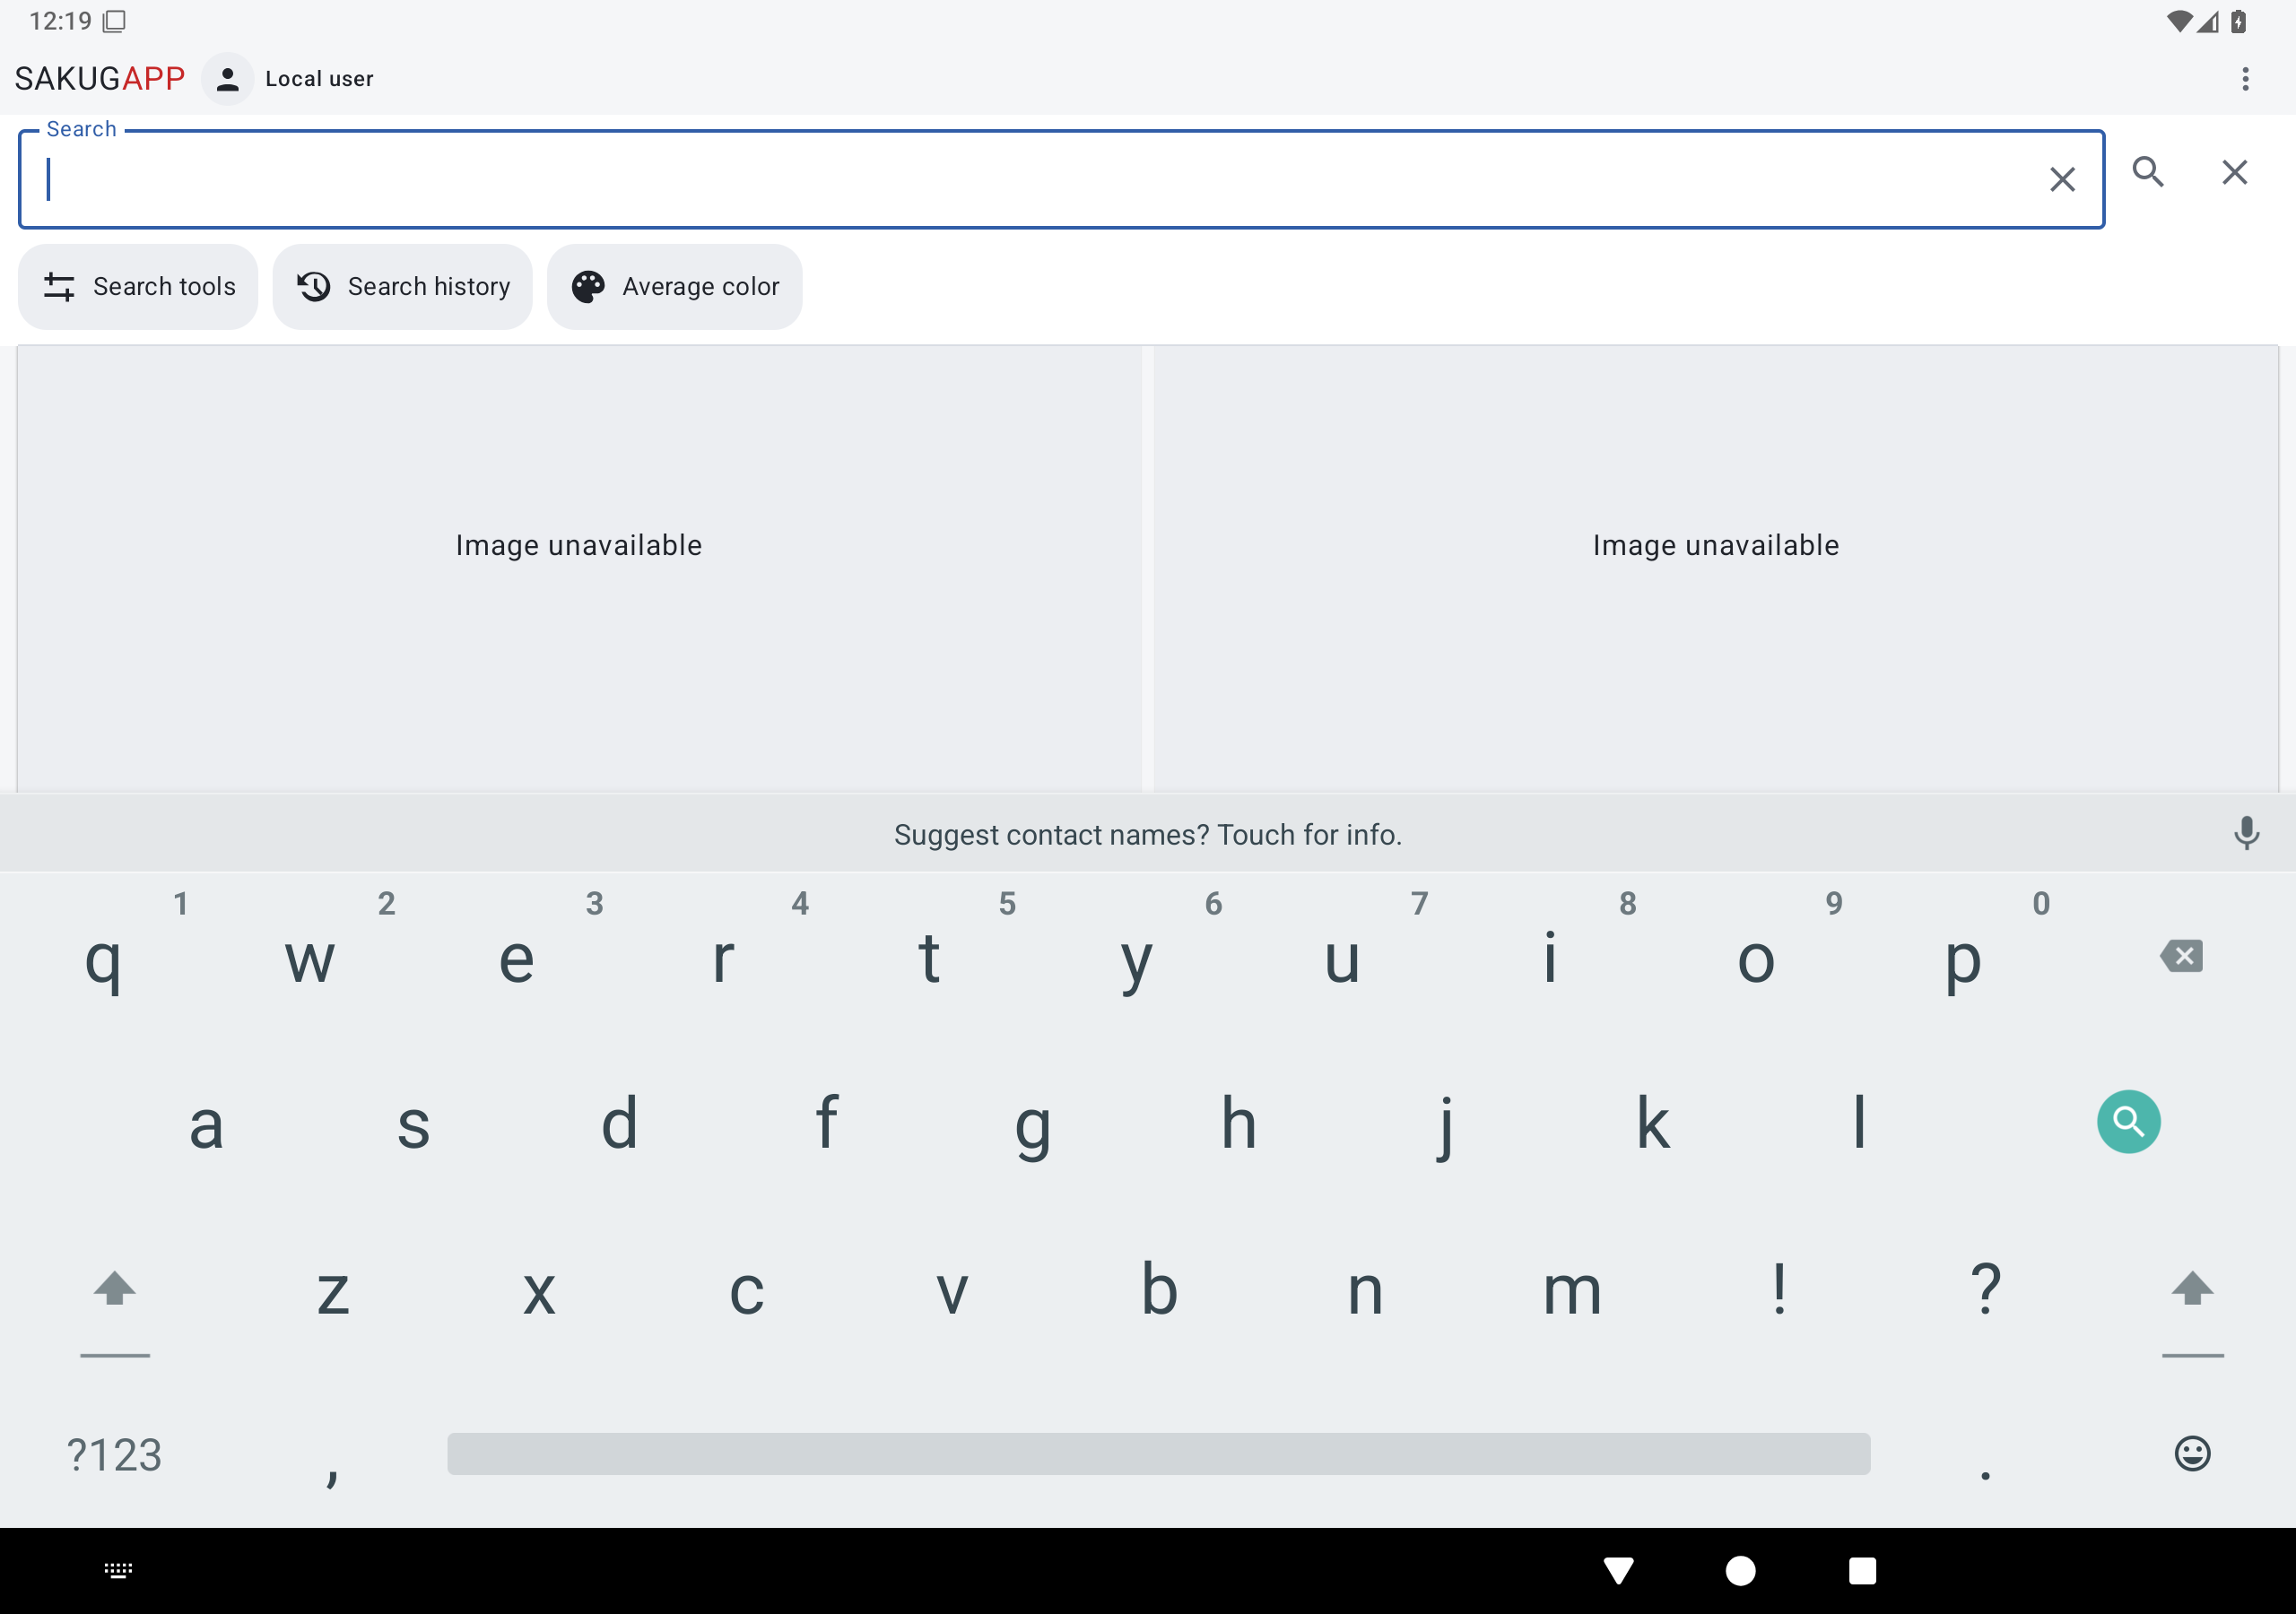 12:19
SAKUGAPP Local user
Search
Search tools Search history Average color
Image unavailable Image unavailable
Suggest contact names? Touch for info.
1 2 3 4 5 6 7 8 9 0
q w e r t y u i o p
a s d f g h j k l
z x c v b n m ! ?
?123 , .